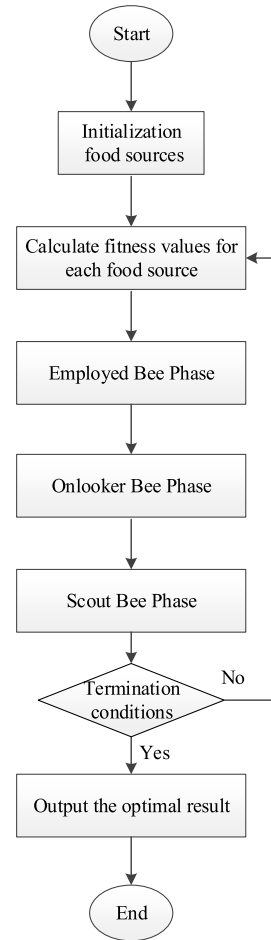 Start
Initialization
food sources
Calculate fitness values for
each food source
Employed Bee Phase
Onlooker Bee Phase
Scout Bee Phase
Termination
conditions
No
Yes
Output the optimal result
End